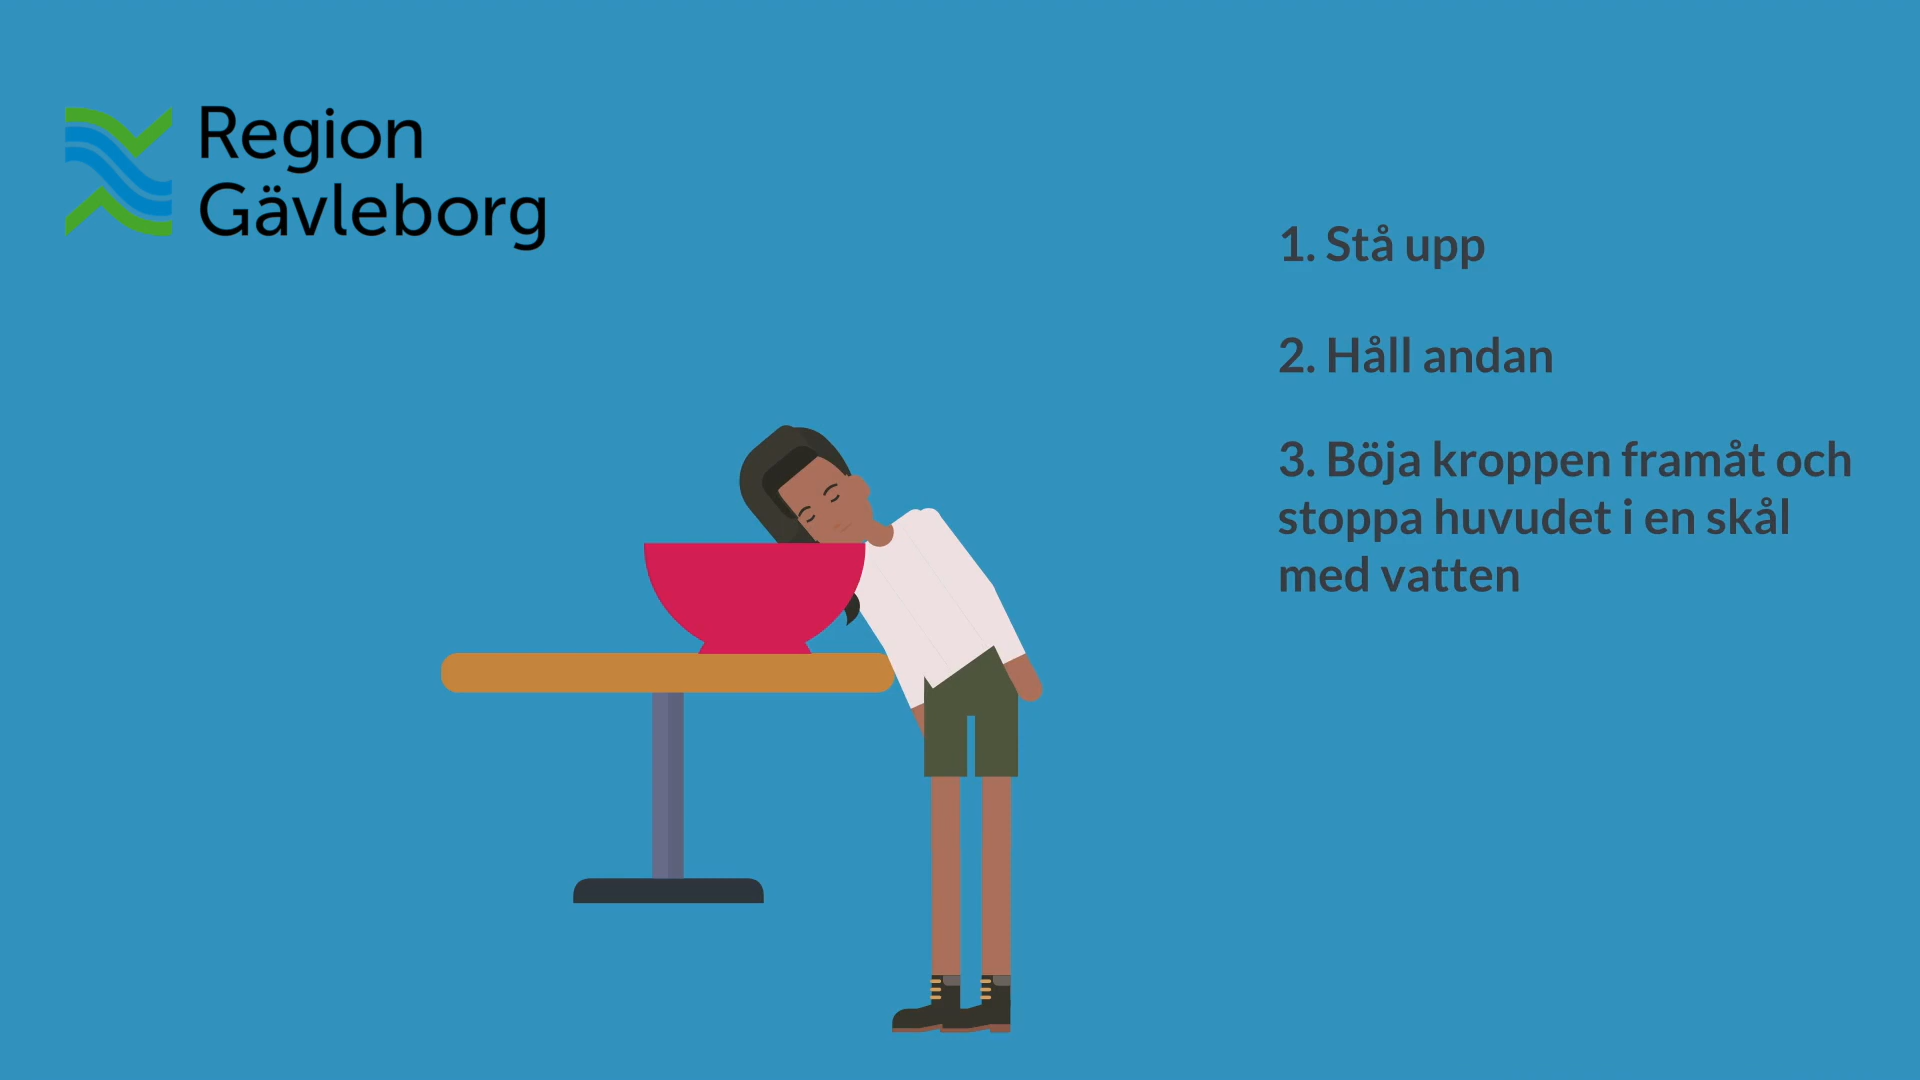 Region
Gävleborg
1. Stå upp
2. Håll andan
3. Böja kroppen framåt och
stoppa huvudet i en skål
med vatten